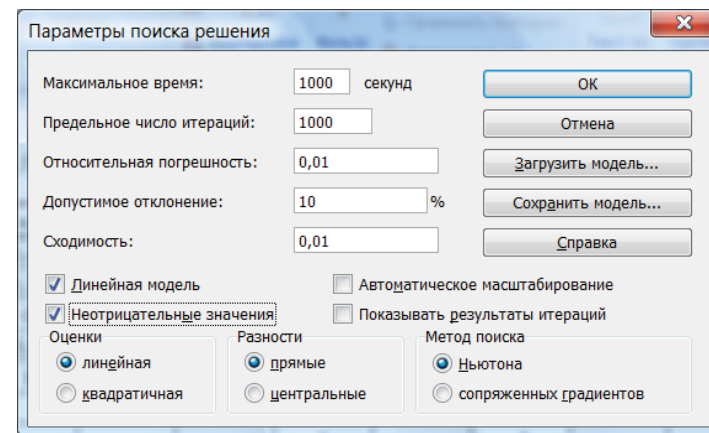 Параметры поиска решения
Максимальное время: 1000 секунд ОК
Предельное число итераций: 1000 Отмена
Относительная погрешность: 0,01 Загрузить модель...
Допустимое отклонение: 10 % Сохранить модель...
Сходимость: 0,01 Справка
Линейная модель Автоматическое масштабирование
Неотрицательные значения Показывать результаты итераций
Оценки Разности Метод поиска
линейная прямые Ньютона
квадратичная центральные сопряженных градиентов